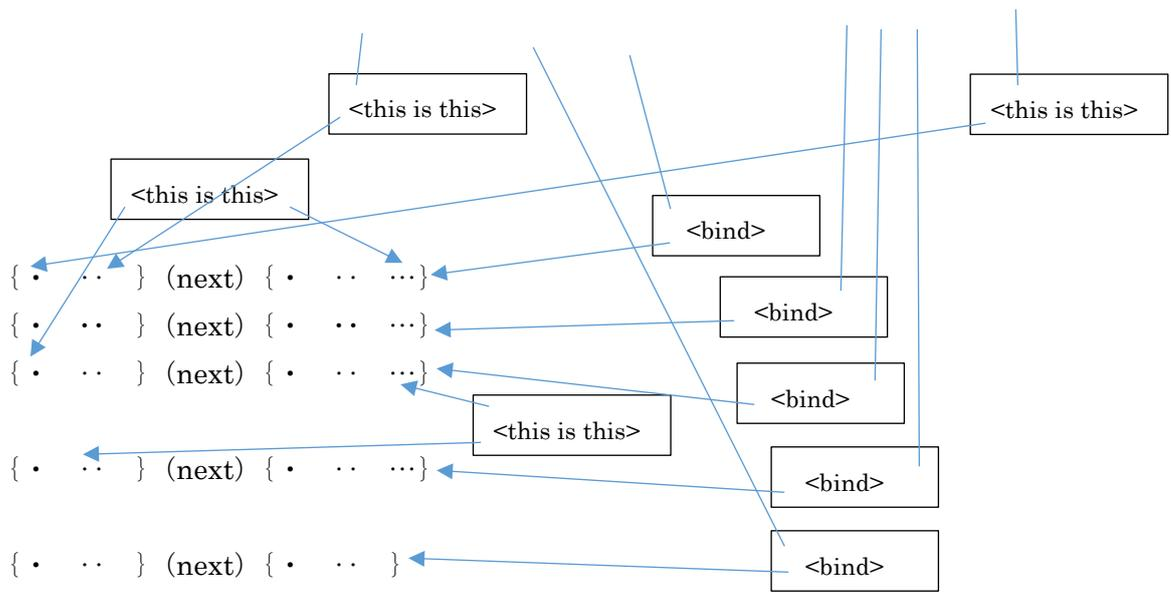 <this is this>
<this is this>
<this is this>
<bind>
{・ ‥ } (next) {・ ‥ …}
<bind>
{・ ‥ } (next) {・ ‥ …}
{・ ‥ } (next) {・ ‥ …}
<bind>
<this is this>
{・ ‥ } (next) {・ ‥ …}
<bind>
{・ ‥ } (next) {・ ‥ }
<bind>